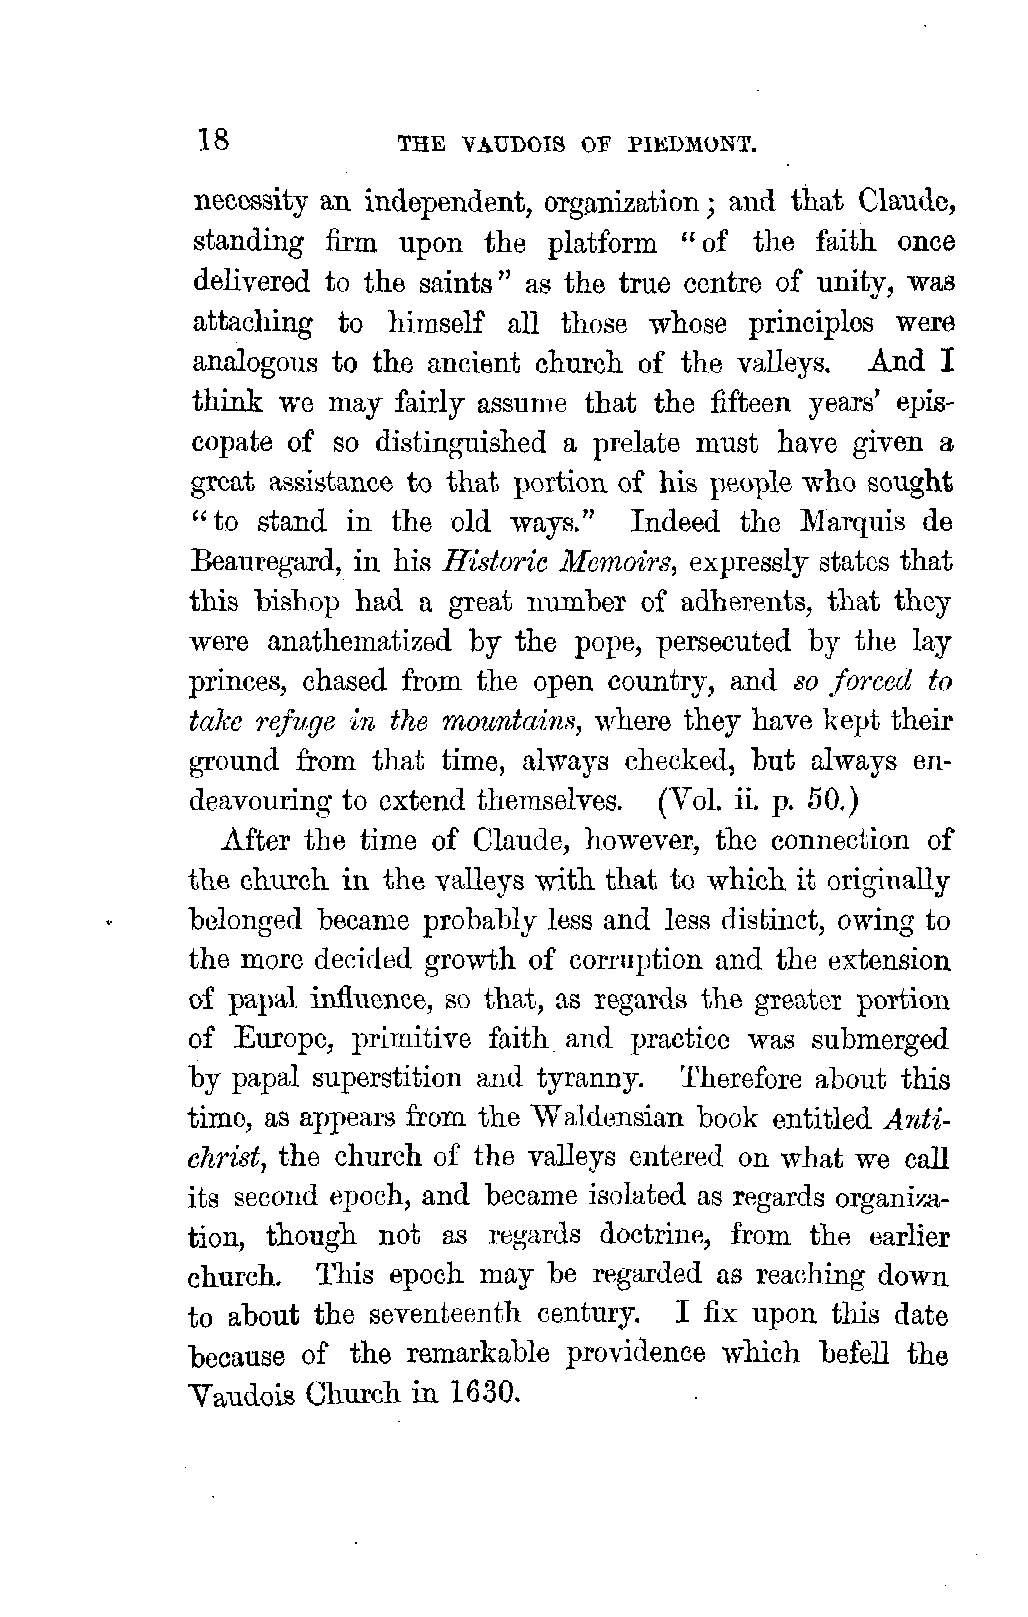 18 THE VAUDOIS OF PIEDMONT.
necessity an independent, organization; and that Claude,
standing firm upon the platform “of the faith once
delivered to the saints” as the true centre of unity, was
attaching to himself all those whose principles were
analogous to the ancient church of the valleys. And I
think we may fairly assume that the fifteen years’ epis-
copate of so distinguished a prelate must have given a
great assistance to that portion of his people who sought
“to stand in the old ways.” Indeed the Marquis de
Beauregard, in his Historic Memoirs, expressly states that
this bishop had a great number of adherents, that they
were anathematized by the pope, persecuted by the lay
princes, chased from the open country, and so forced to
take refuge in the mountains, where they have kept their
ground from that time, always checked, but always en-
deavouring to extend themselves. (Vol. ii. p. 50.)
After the time of Claude, however, the connection of
the church in the valleys with that to which it originally
belonged became probably less and less distinct, owing to
the more decided growth of corruption and the extension
of papal influence, so that, as regards the greater portion
of Europe, primitive faith and practice was submerged
by papal superstition and tyranny. Therefore about this
time, as appears from the Waldensian book entitled Anti-
christ, the church of the valleys entered on what we call
its second epoch, and became isolated as regards organiza-
tion, though not as regards doctrine, from the earlier
church. This epoch may be regarded as reaching down
to about the seventeenth century. I fix upon this date
because of the remarkable providence which befell the
Vaudois Church in 1630.